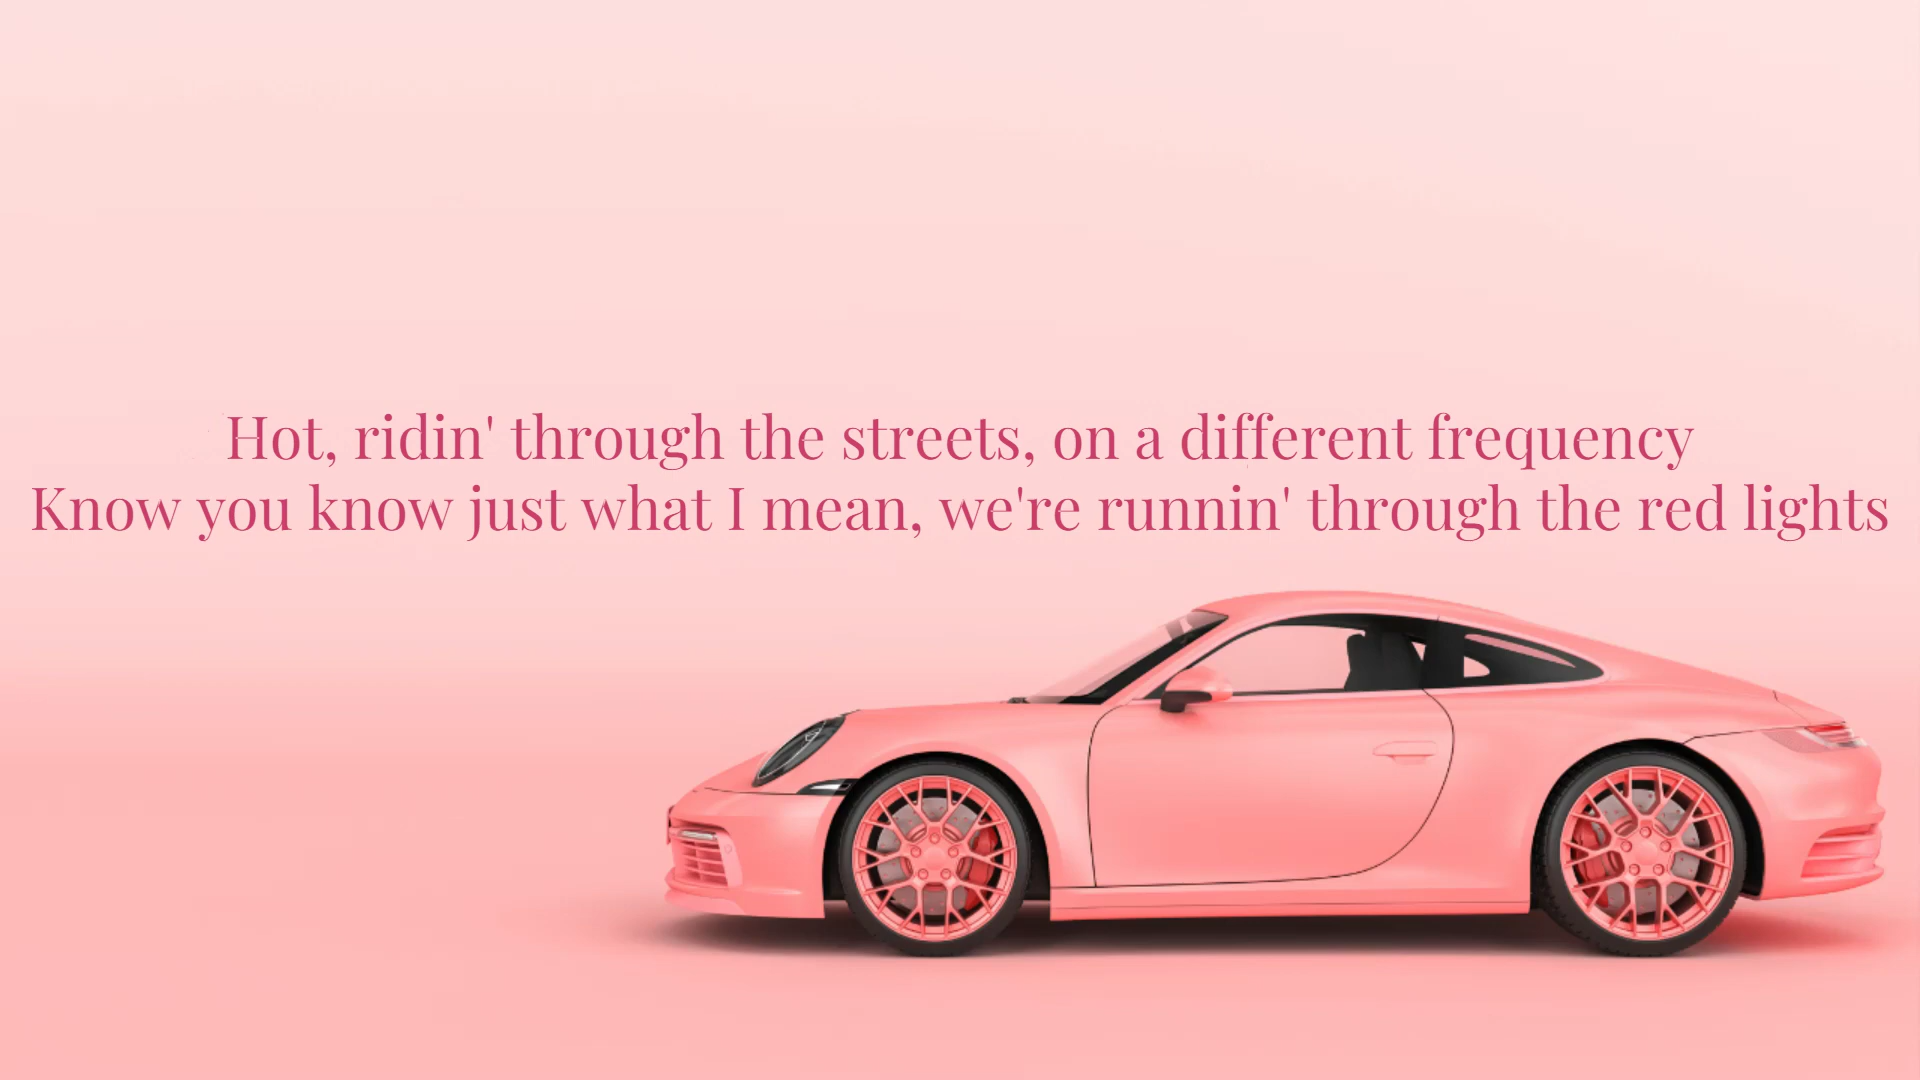 Hot, ridin' through the streets, on a different frequency
Know you know just what I mean, we're runnin' through the red lights